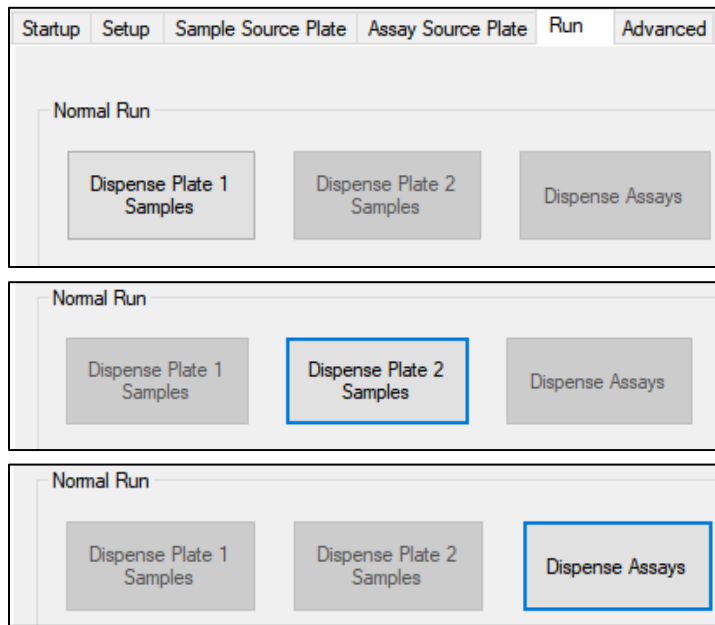 Startup Setup Sample Source Plate Assay Source Plate Run Advanced
Normal Run
Dispense Plate 1
Samples
Dispense Plate 2
Samples
Dispense Assays
Normal Run
Dispense Plate 1
Samples
Dispense Plate 2
Samples
Dispense Assays
Normal Run
Dispense Plate 1
Samples
Dispense Plate 2
Samples
Dispense Assays